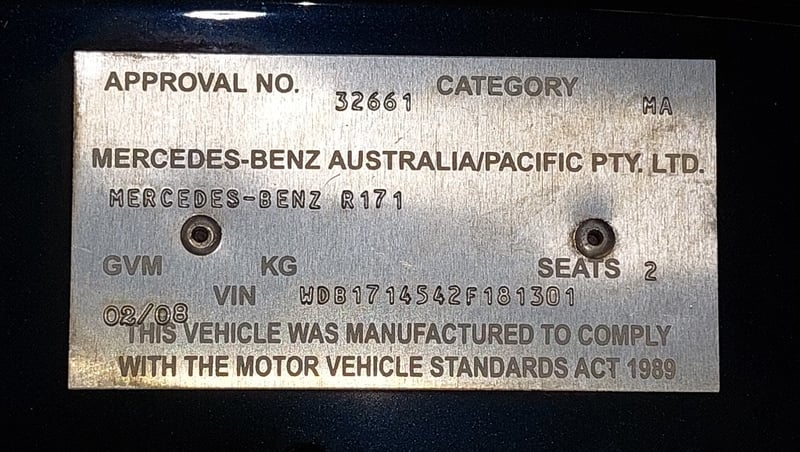 APPROVAL NO. 32661 CATEGORY MA
MERCEDES-BENZ AUSTRALIA/PACIFIC PTY. LTD.
MERCEDES-BENZ R171
GVM KG SEATS 2
VIN WDB1714542F181301
02/08
THIS VEHICLE WAS MANUFACTURED TO COMPLY
WITH THE MOTOR VEHICLE STANDARDS ACT 1989